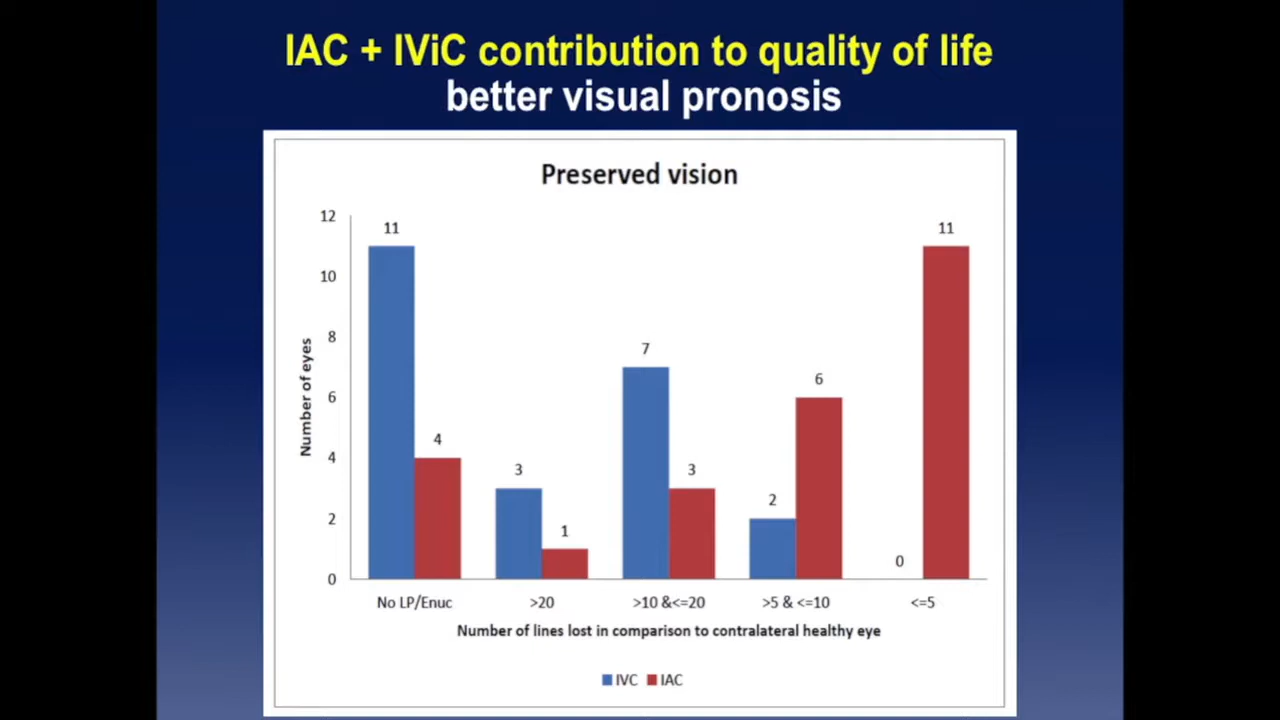 IAC + IViC contribution to quality of life
better visual pronosis
Preserved vision
12
10
8
6
4
2
0
Number of eyes
11
4
3
1
7
3
2
6
0
11
No LP/Enuc
>20
>10 &<=20
>5 & <=10
<=5
Number of lines lost in comparison to contralateral healthy eye
IVC IAC